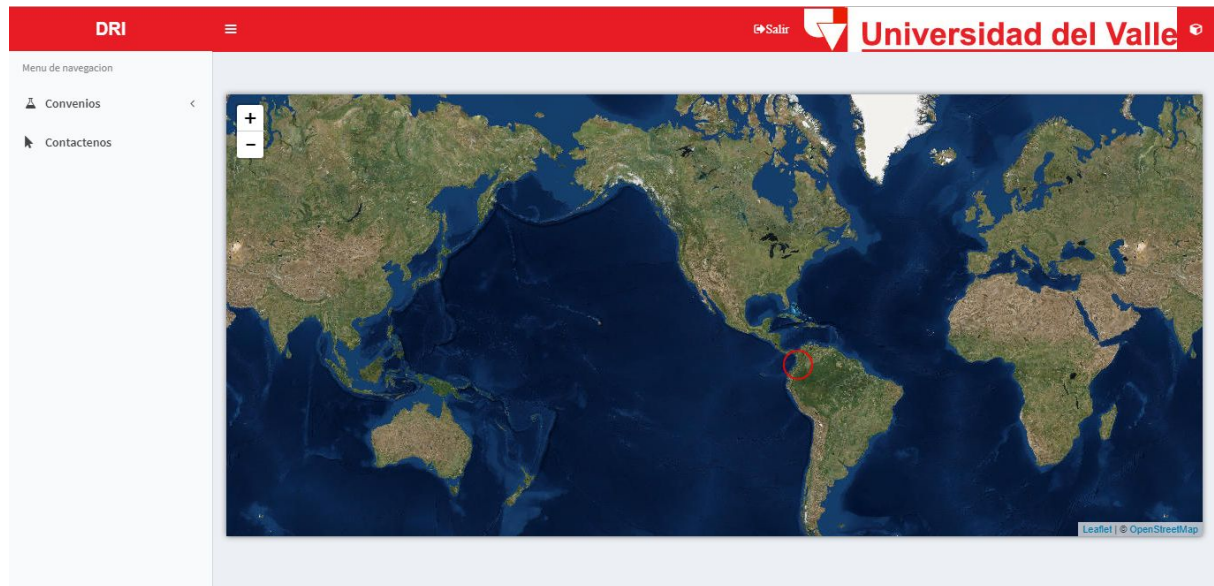 DRI
Salir
Universidad del Valle
Menu de navegacion
Convenios
Contactenos
+
-
Leaflet | © OpenStreetMap